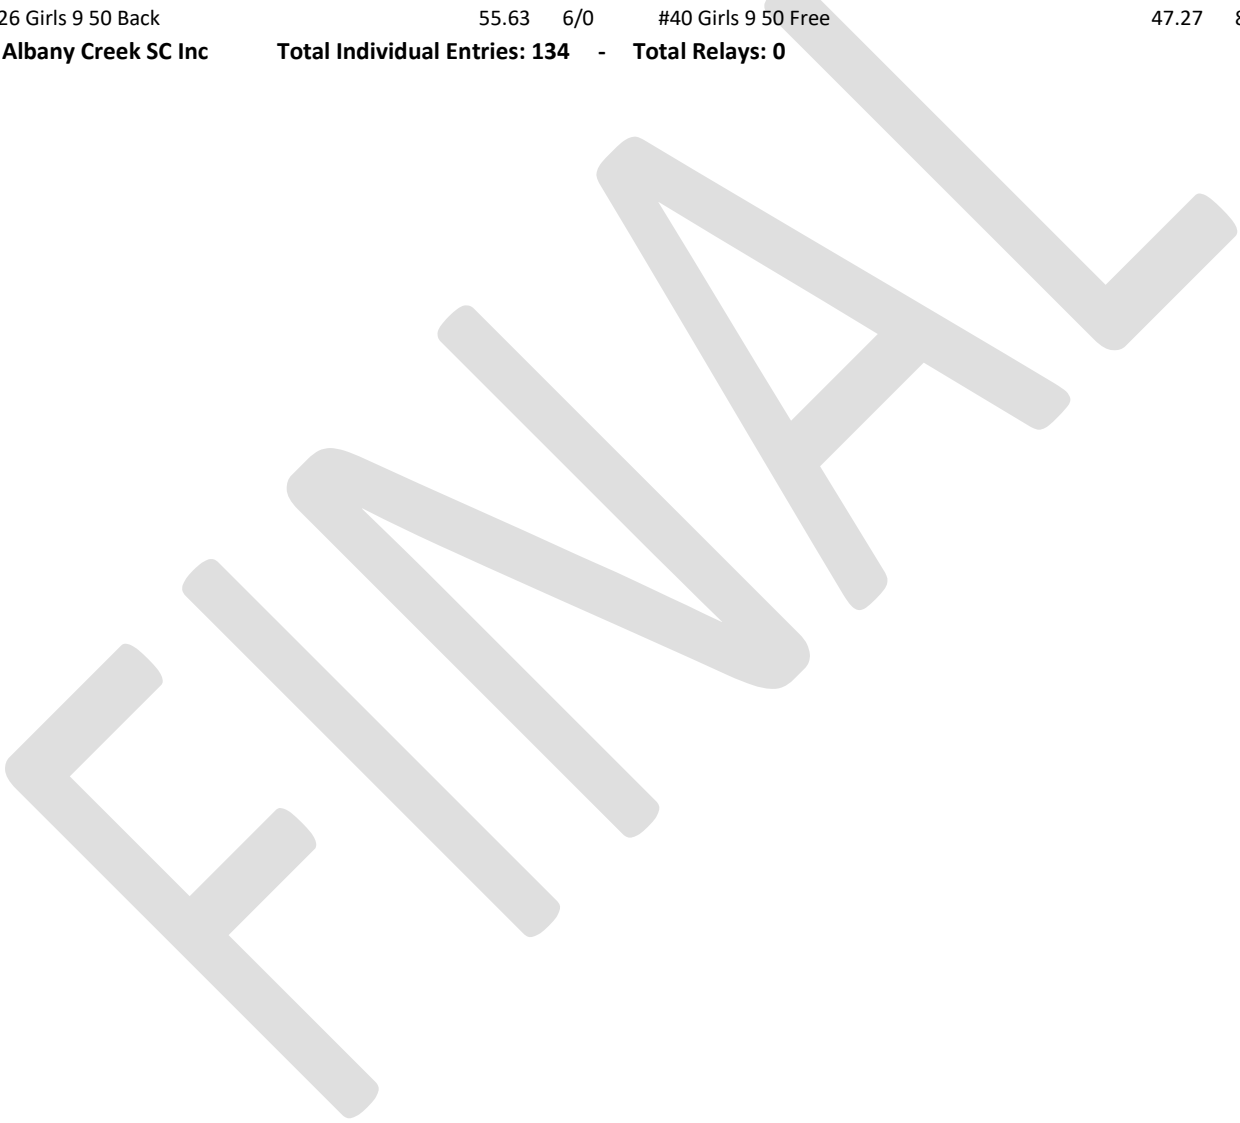 26 Girls 9 50 Back 55.63 6/0 #40 Girls 9 50 Free 47.27 8
Albany Creek SC Inc Total Individual Entries: 134 - Total Relays: 0
FINAL